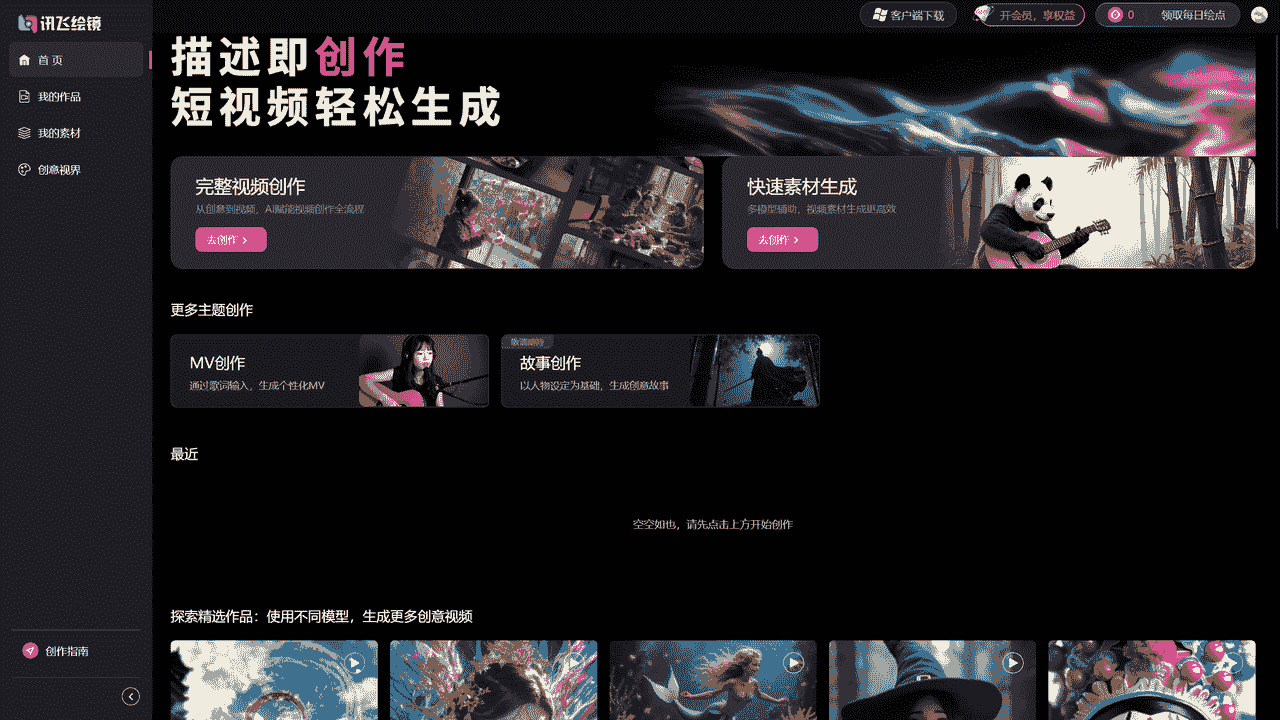 讯飞绘镜
客户端下载
开会员，享权益
0
领取每日绘点
首页
我的作品
我的素材
创意视界
创作指南
描述即创作
短视频轻松生成
完整视频创作
从创意到视频，AI赋能视频创作全流程
去创作
快速素材生成
多模型辅助，视频素材生成更高效
去创作
更多主题创作
MV创作
通过歌词输入，生成个性化MV
敬请期待
故事创作
以人物设定为基础，生成创意故事
最近
空空如也，请先点击上方开始创作
探索精选作品：使用不同模型，生成更多创意视频